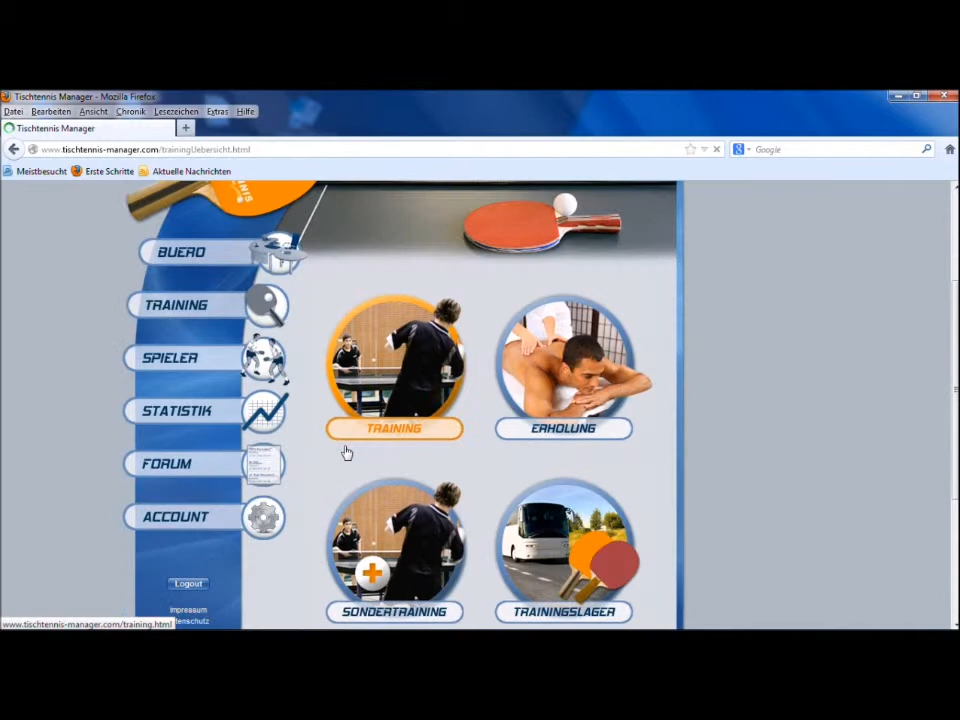 Tischtennis Manager - Mozilla Firefox
Datei Bearbeiten Ansicht Chronik Lesezeichen Extras Hilfe
Tischtennis Manager
www.tischtennis-manager.com/trainingUebersicht.html
Google
Meistbesucht Erste Schritte Aktuelle Nachrichten
NIS
BUERO
TRAINING
SPIELER
STATISTIK
FORUM
ACCOUNT
TRAINING
ERHOLUNG
SONDERTRAINING
TRAININGSLAGER
Logout
Impressum
tenschutz
www.tischtennis-manager.com/training.html